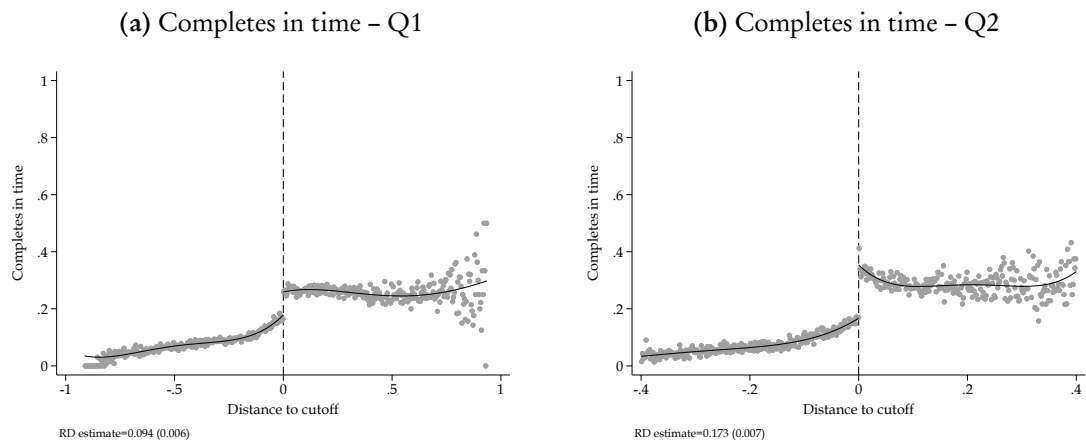 (a) Completes in time – Q1
1
.8
.6
.4
.2
0
Completes in time
-1
-.5
0
.5
1
Distance to cutoff
RD estimate=0.094 (0.006)
(b) Completes in time – Q2
1
.8
.6
.4
.2
0
Completes in time
-.4
-.2
0
.2
.4
Distance to cutoff
RD estimate=0.173 (0.007)